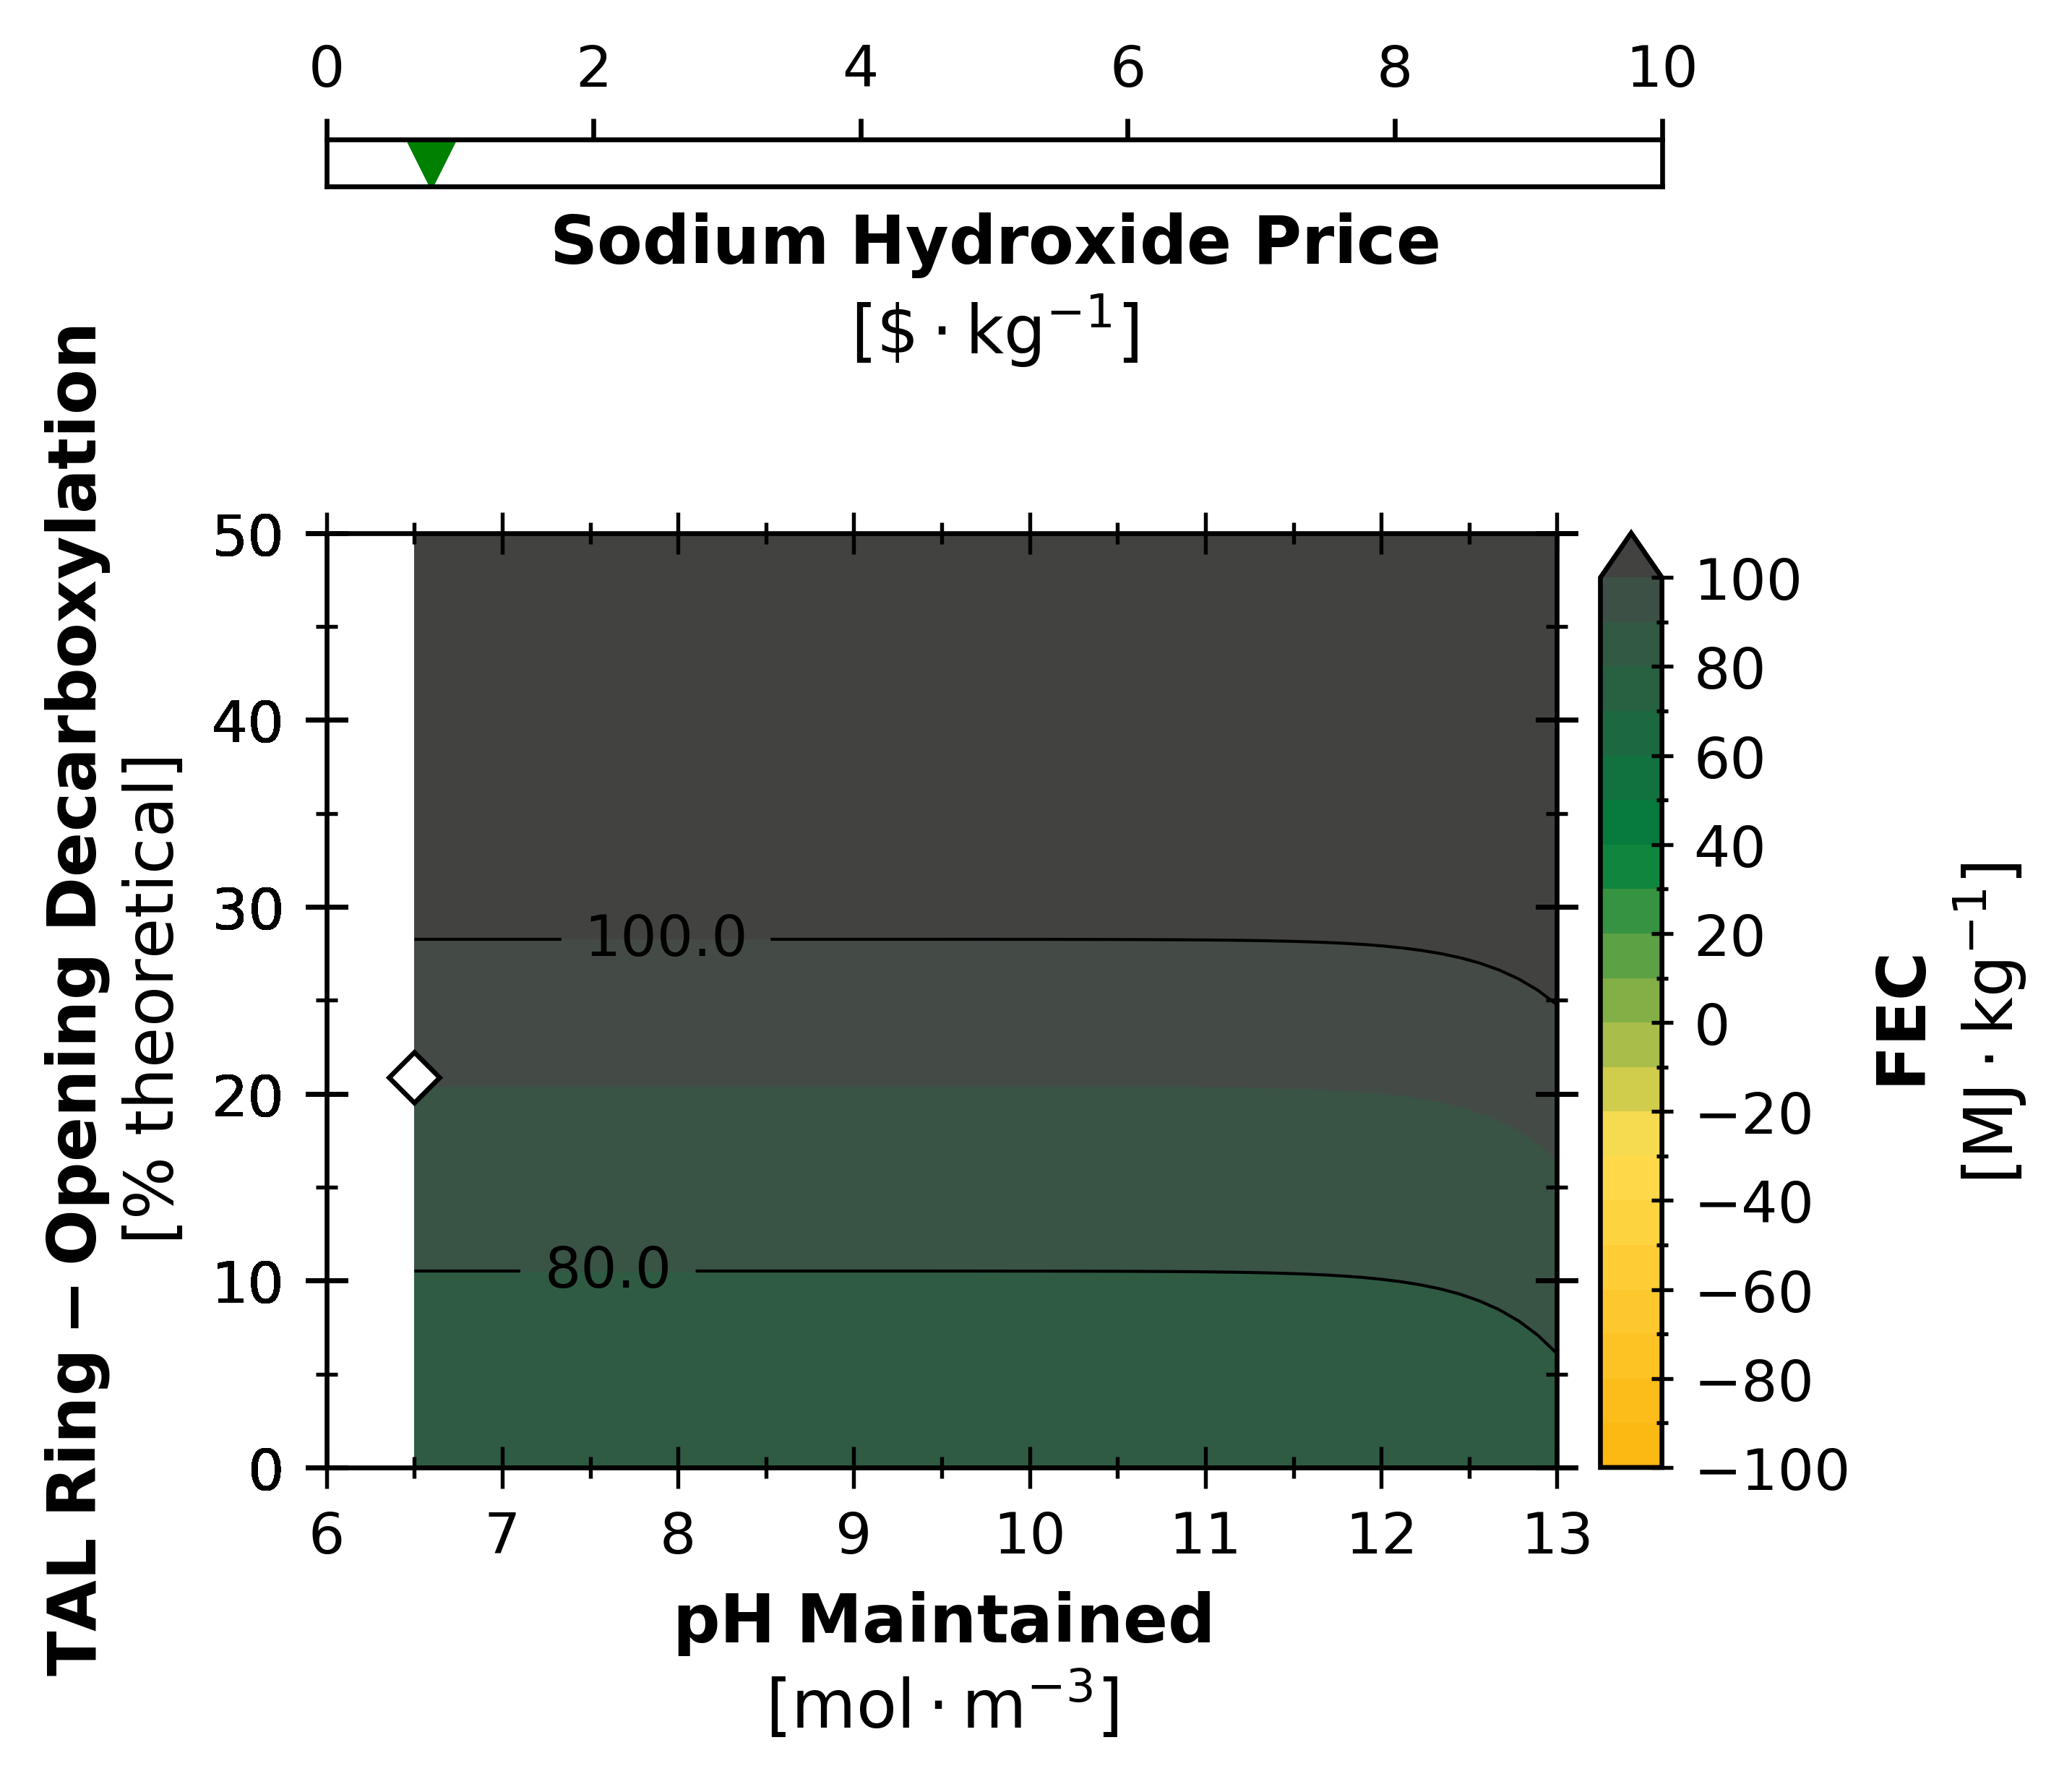 0 2 4 6 8 10
Sodium Hydroxide Price
[$·kg⁻¹]
TAL Ring − Opening Decarboxylation
[% theoretical]
50
40
30
20
10
0
100.0
80.0
6 7 8 9 10 11 12 13
pH Maintained
[mol·m⁻³]
100
80
60
40
20
0
−20
−40
−60
−80
−100
FEC
[MJ·kg⁻¹]